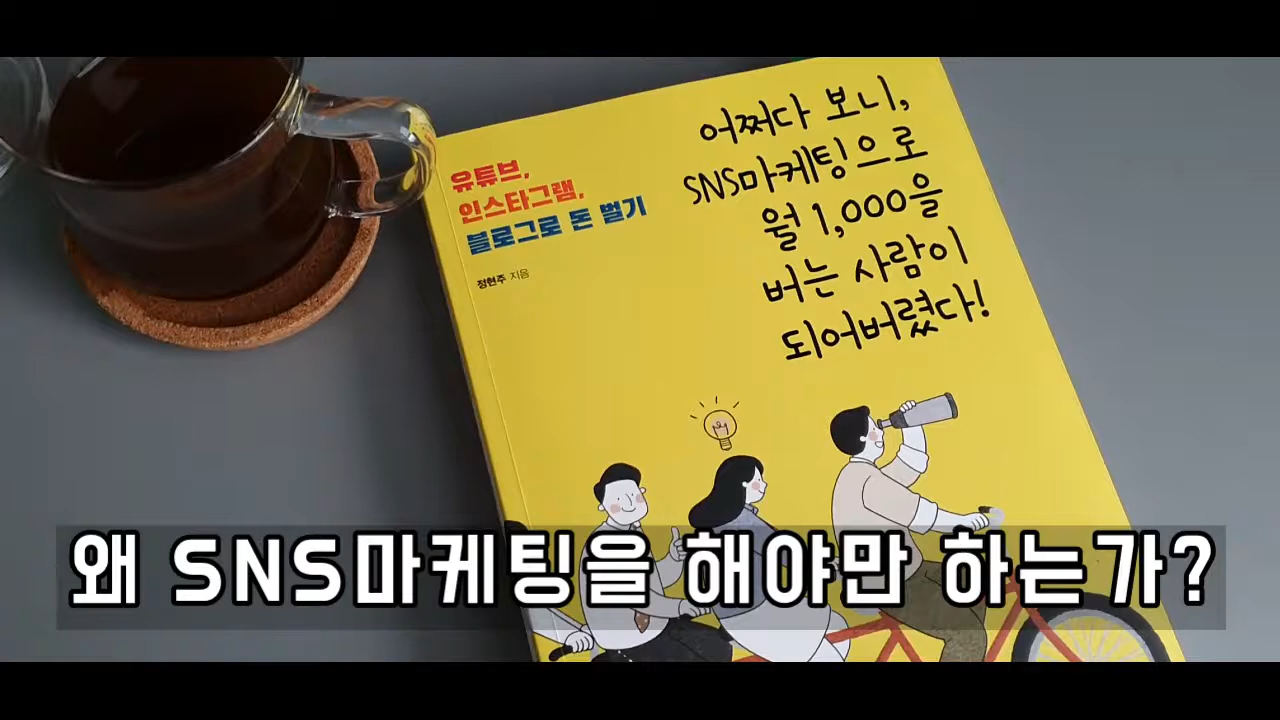 유튜브,
인스타그램,
블로그로 돈 벌기
정현주 지음
어쩌다 보니,
SNS마케팅으로
월 1,000을
버는 사람이
되어버렸다!
왜 SNS마케팅을 해야만 하는가?